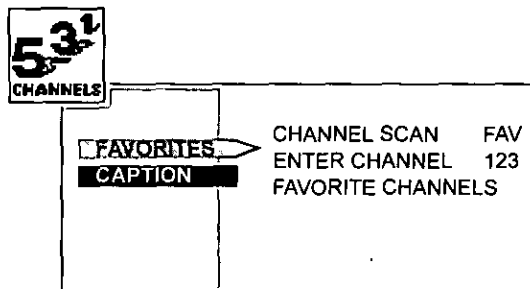 5 3 1
CHANNELS
FAVORITES
CAPTION
CHANNEL SCAN FAV
ENTER CHANNEL 123
FAVORITE CHANNELS